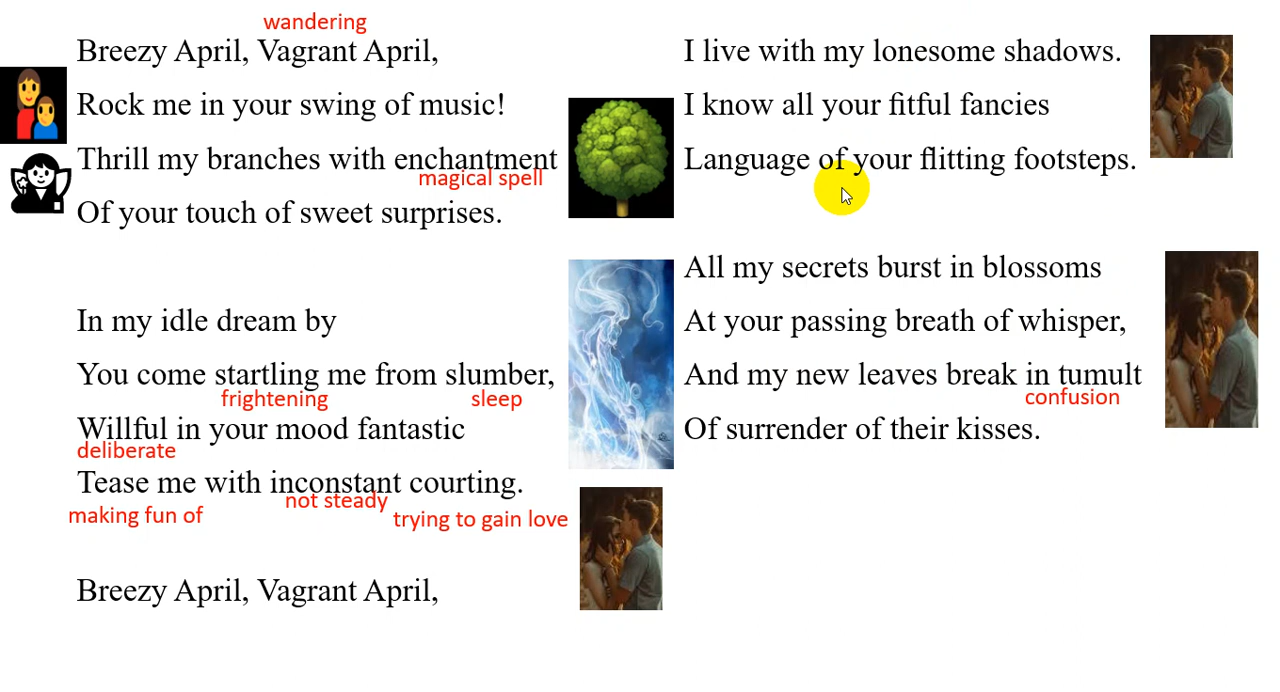 wandering
Breezy April, Vagrant April,
Rock me in your swing of music!
Thrill my branches with enchantment
magical spell
Of your touch of sweet surprises.
In my idle dream by
You come startling me from slumber,
frightening sleep
Willful in your mood fantastic
deliberate
Tease me with inconstant courting.
making fun of not steady trying to gain love
Breezy April, Vagrant April,
I live with my lonesome shadows.
I know all your fitful fancies
Language of your flitting footsteps.
All my secrets burst in blossoms
At your passing breath of whisper,
And my new leaves break in tumult
confusion
Of surrender of their kisses.